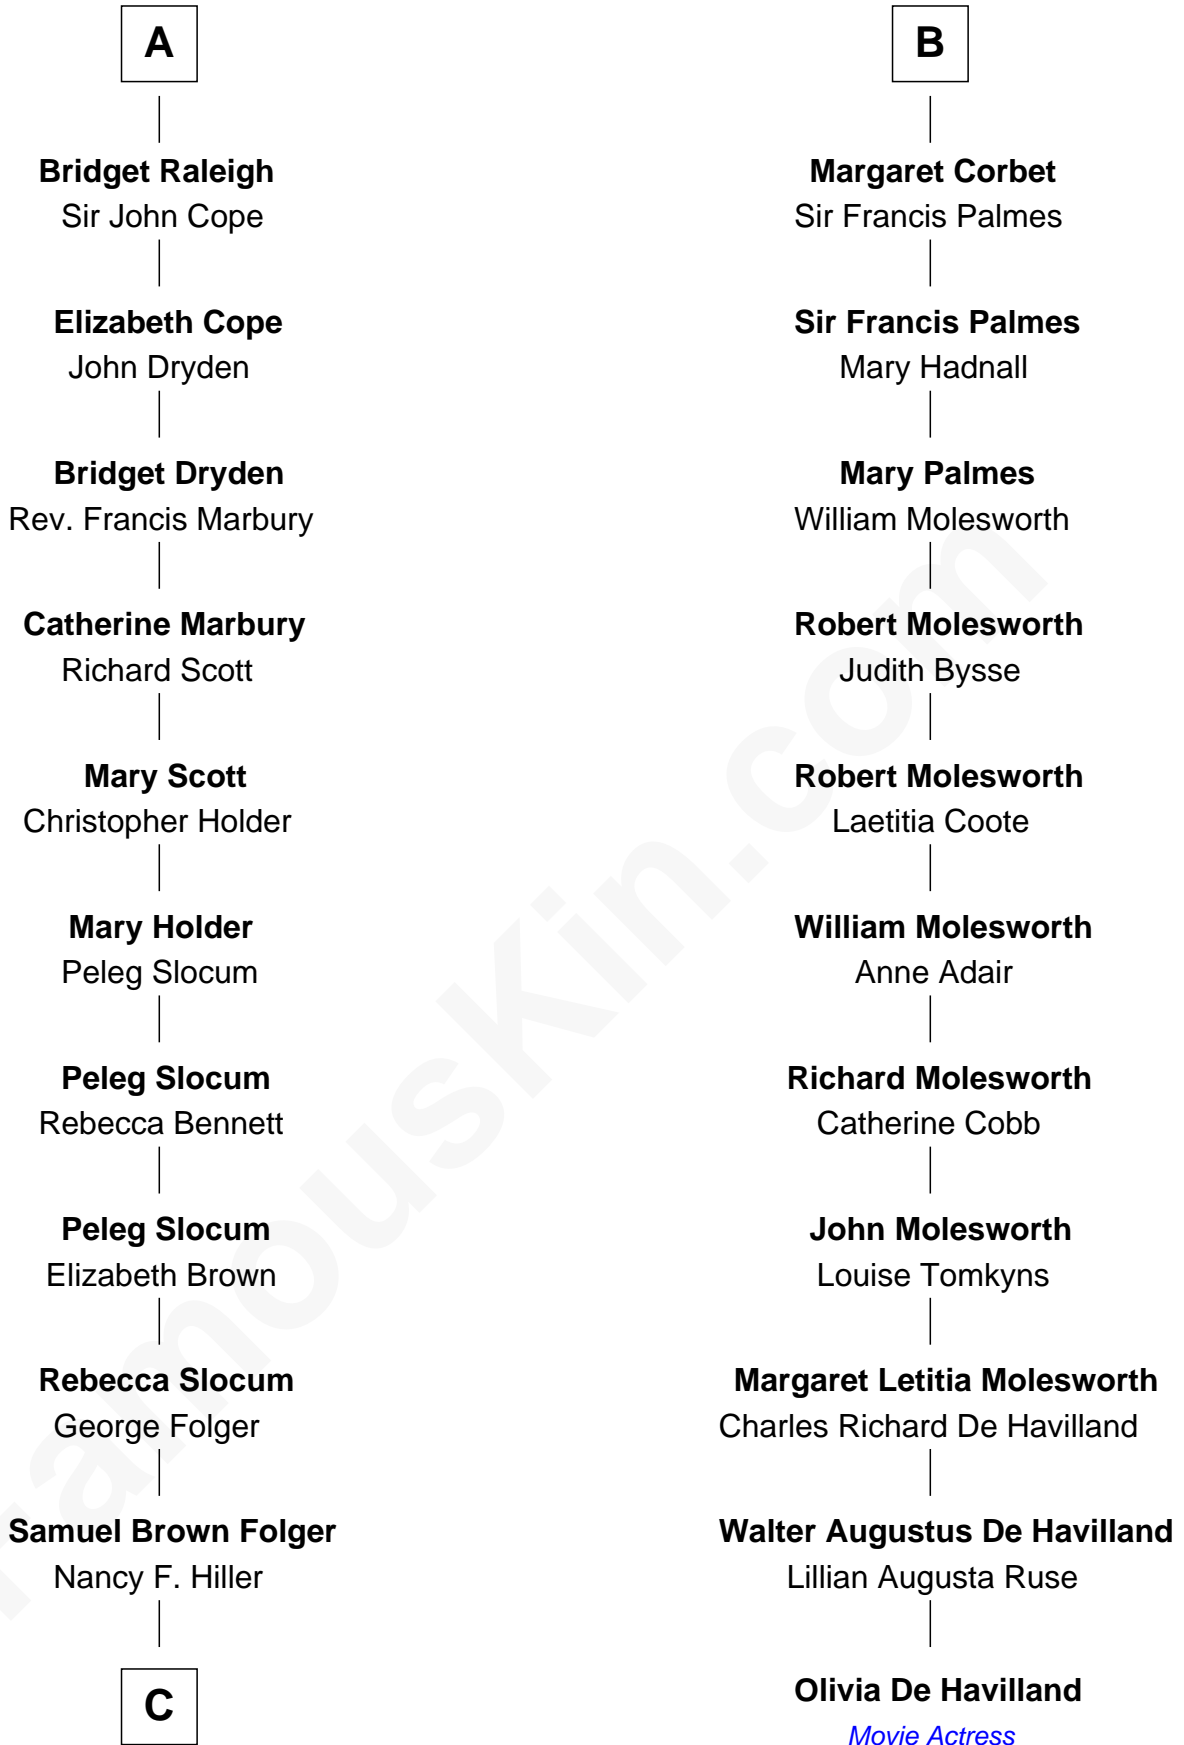 A
Bridget Raleigh
Sir John Cope
Elizabeth Cope
John Dryden
Bridget Dryden
Rev. Francis Marbury
Catherine Marbury
Richard Scott
Mary Scott
Christopher Holder
Mary Holder
Peleg Slocum
Peleg Slocum
Rebecca Bennett
Peleg Slocum
Elizabeth Brown
Rebecca Slocum
George Folger
Samuel Brown Folger
Nancy F. Hiller
C
B
Margaret Corbet
Sir Francis Palmes
Sir Francis Palmes
Mary Hadnall
Mary Palmes
William Molesworth
Robert Molesworth
Judith Bysse
Robert Molesworth
Laetitia Coote
William Molesworth
Anne Adair
Richard Molesworth
Catherine Cobb
John Molesworth
Louise Tomkyns
Margaret Letitia Molesworth
Charles Richard De Havilland
Walter Augustus De Havilland
Lillian Augusta Ruse
Olivia De Havilland
Movie Actress
FamousKin.com